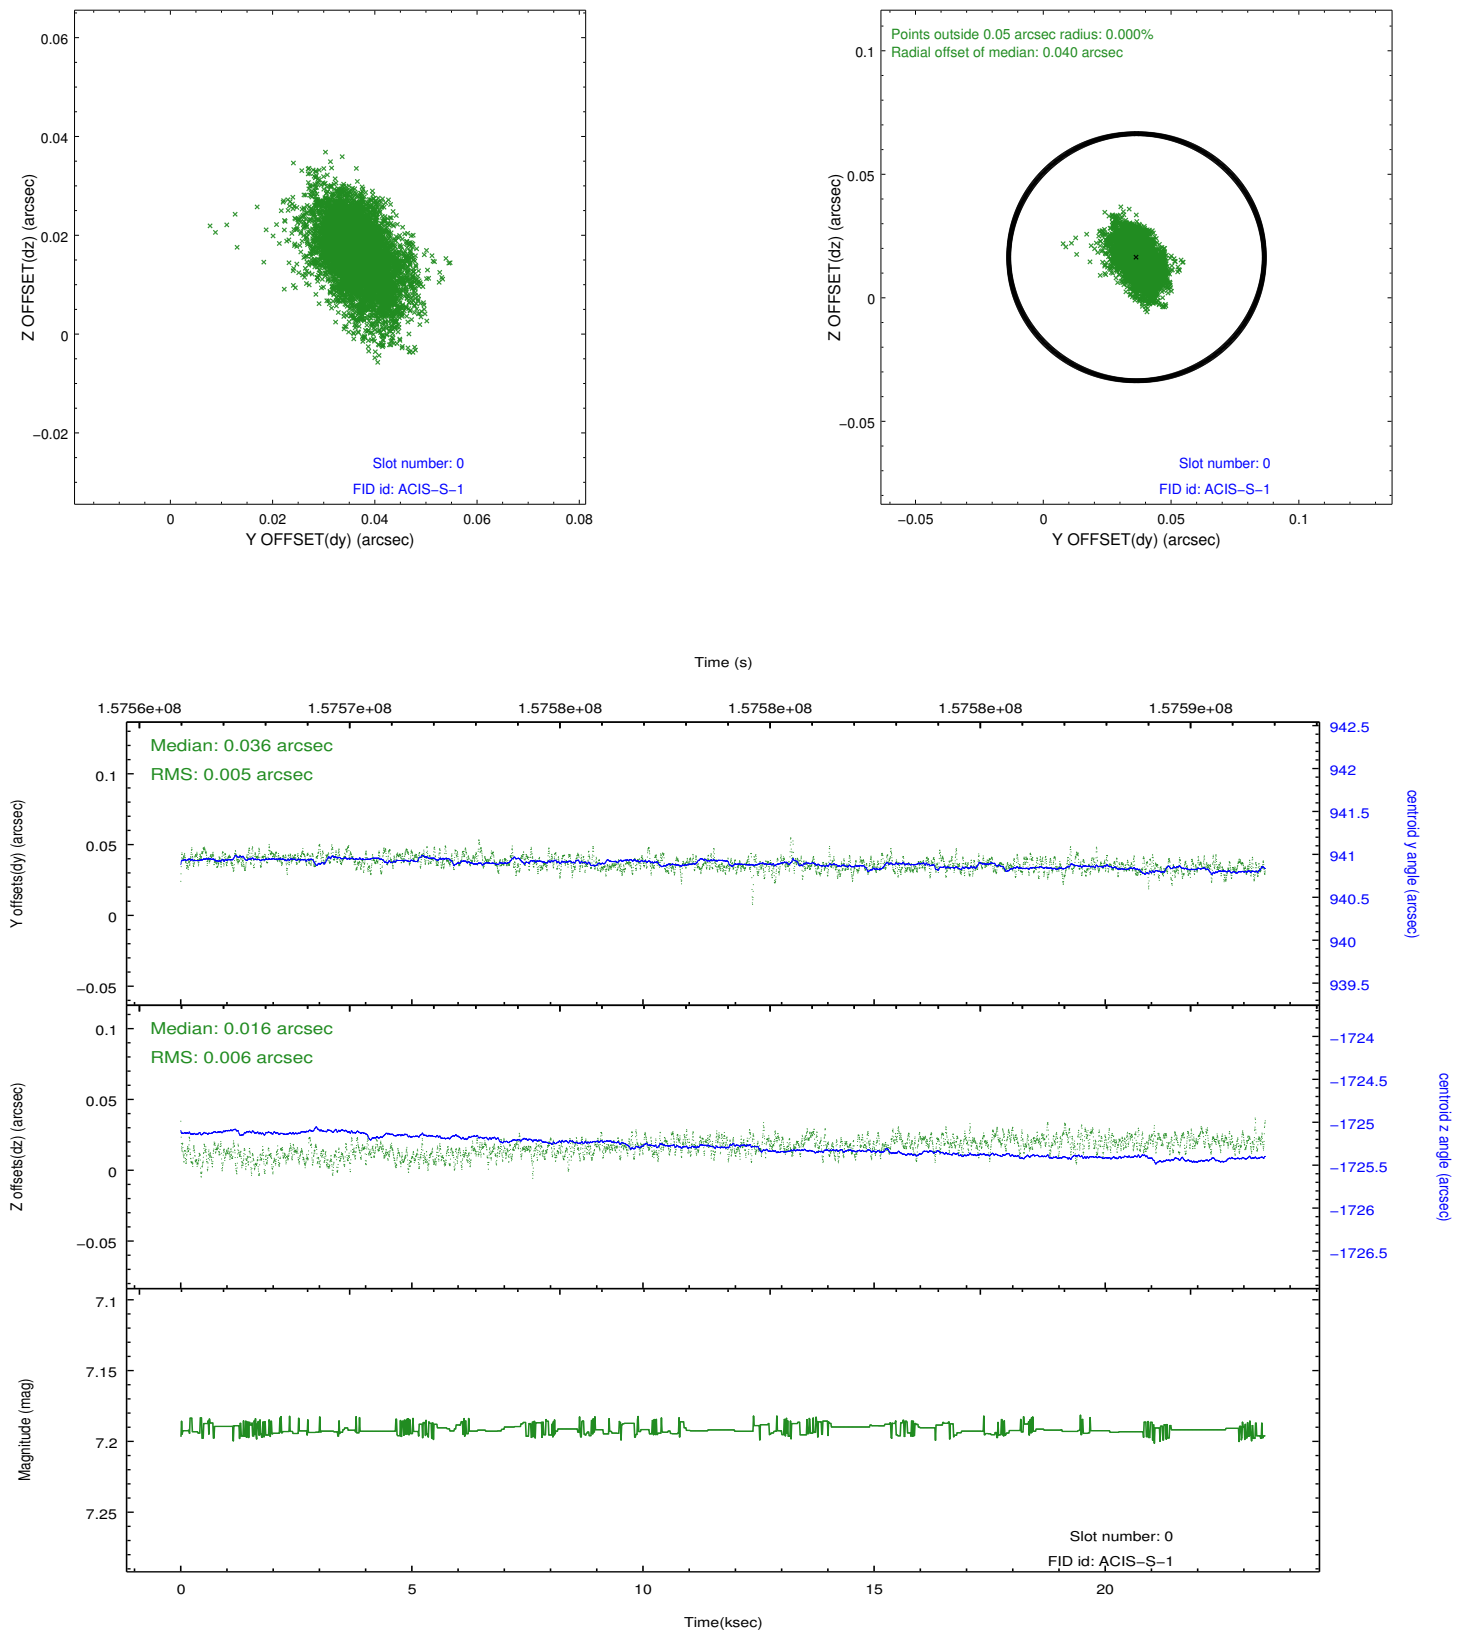 0.06
0.04
0.02
0
−0.02
Z OFFSET(dz) (arcsec)
Slot number: 0
FID id: ACIS−S−1
0 0.02 0.04 0.06 0.08
Y OFFSET(dy) (arcsec)
Points outside 0.05 arcsec radius: 0.000%
Radial offset of median: 0.040 arcsec
0.1
0.05
0
−0.05
Z OFFSET(dz) (arcsec)
Slot number: 0
FID id: ACIS−S−1
−0.05 0 0.05 0.1
Y OFFSET(dy) (arcsec)
Time (s)
1.5756e+08 1.5757e+08 1.5758e+08 1.5758e+08 1.5758e+08 1.5759e+08
Median: 0.036 arcsec
RMS: 0.005 arcsec
0.1
0.05
0
−0.05
Y offsets(dy) (arcsec)
942.5
942
941.5
941
940.5
940
939.5
centroid y angle (arcsec)
Median: 0.016 arcsec
RMS: 0.006 arcsec
0.1
0.05
0
−0.05
Z offsets(dz) (arcsec)
−1724
−1724.5
−1725
−1725.5
−1726
−1726.5
centroid z angle (arcsec)
7.1
7.15
7.2
7.25
Magnitude (mag)
Slot number: 0
FID id: ACIS−S−1
0 5 10 15 20
Time(ksec)